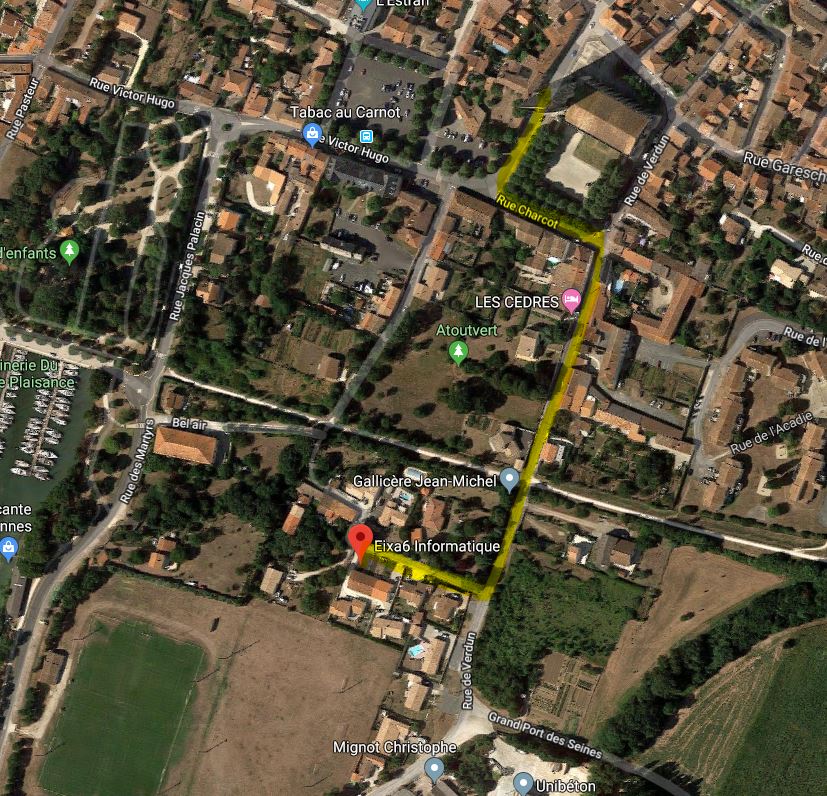 L'Estran
Rue Victor Hugo
Rue Pasteur
Tabac au Carnot
e Victor Hugo
Rue de Verdun
Rue Garesch
Rue Charcot
Rue Jacques Palacin
d'enfants
LES CEDRES
Atoutvert
Rue de l'
inerie Du
e Plaisance
Bel air
Rue de l'Acadie
Rue des Martyrs
Gallicère Jean-Michel
cante
nnes
Eixa6 Informatique
Rue de Verdun
Grand Port des Seines
Mignot Christophe
Unibéton